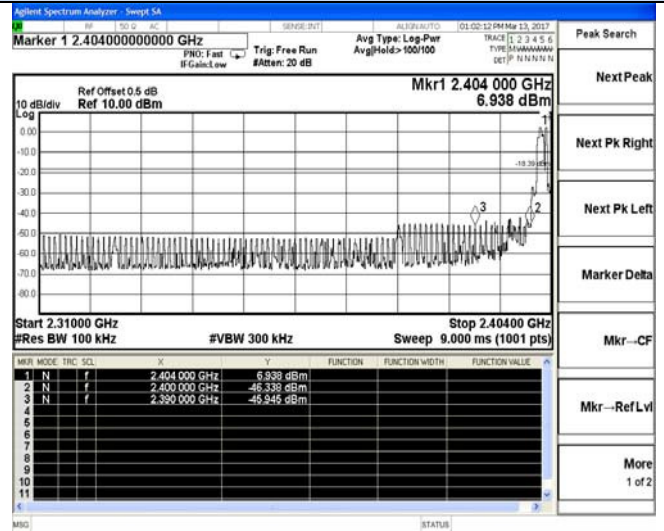 Agilent Spectrum Analyzer - Swept SA
RF 50 Ω AC SENSE:INT ALIGNAUTO 01:02:12 PM Mar 13, 2017
Marker 1 2.404000000000 GHz
PNO: Fast
IFGain:Low
Trig: Free Run
#Atten: 20 dB
Avg Type: Log-Pwr
Avg|Hold:> 100/100
TRACE 1 2 3 4 5 6
TYPE
DET P N N N N N
Ref Offset 0.5 dB
10 dB/div Ref 10.00 dBm
Log
Mkr1 2.404 000 GHz
6.938 dBm
1
0.00
-10.0
-18.39 dBm
-20.0
-30.0
-40.0
3
2
-50.0
-60.0
-70.0
-80.0
Start 2.31000 GHz Stop 2.40400 GHz
#Res BW 100 kHz #VBW 300 kHz Sweep 9.000 ms (1001 pts)
MKR MODE TRC SCL X Y FUNCTION FUNCTION WIDTH FUNCTION VALUE
1 N f 2.404 000 GHz 6.938 dBm
2 N f 2.400 000 GHz -46.338 dBm
3 N f 2.390 000 GHz -45.945 dBm
4
5
6
7
8
9
10
11
MSG STATUS
Peak Search
Next Peak
Next Pk Right
Next Pk Left
Marker Delta
Mkr→CF
Mkr→Ref Lvl
More
1 of 2